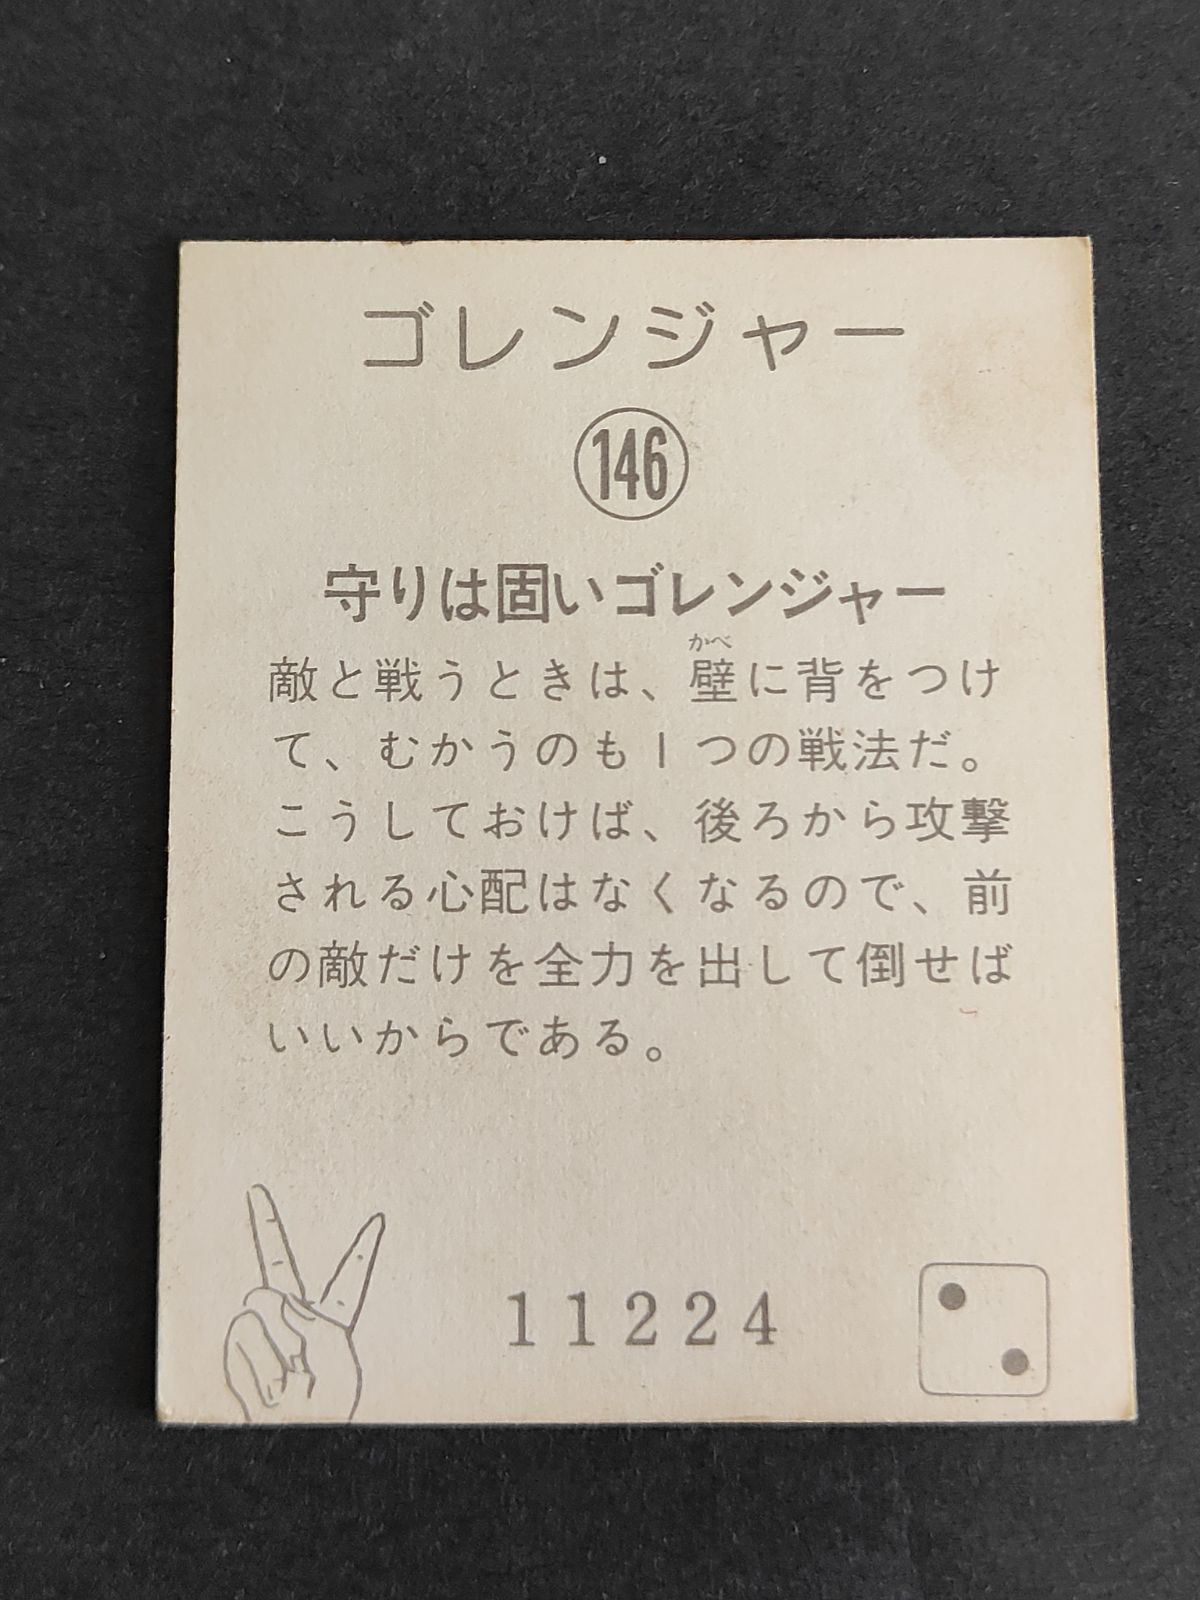 ゴレンジャー
146
守りは固いゴレンジャー
かべ
敵と戦うときは、壁に背をつけ
て、むかうのも1つの戦法だ。
こうしておけば、後ろから攻撃
される心配はなくなるので、前
の敵だけを全力を出して倒せば
いいからである。
11224